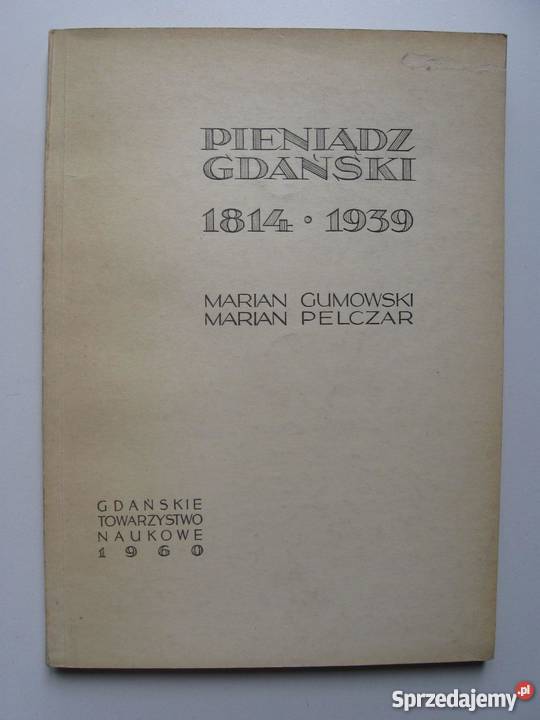 PIENIĄDZ
GDAŃSKI
1814 • 1939
MARIAN GUMOWSKI
MARIAN PELCZAR
GDAŃSKIE
TOWARZYSTWO
NAUKOWE
1960
Sprzedajemy.pl